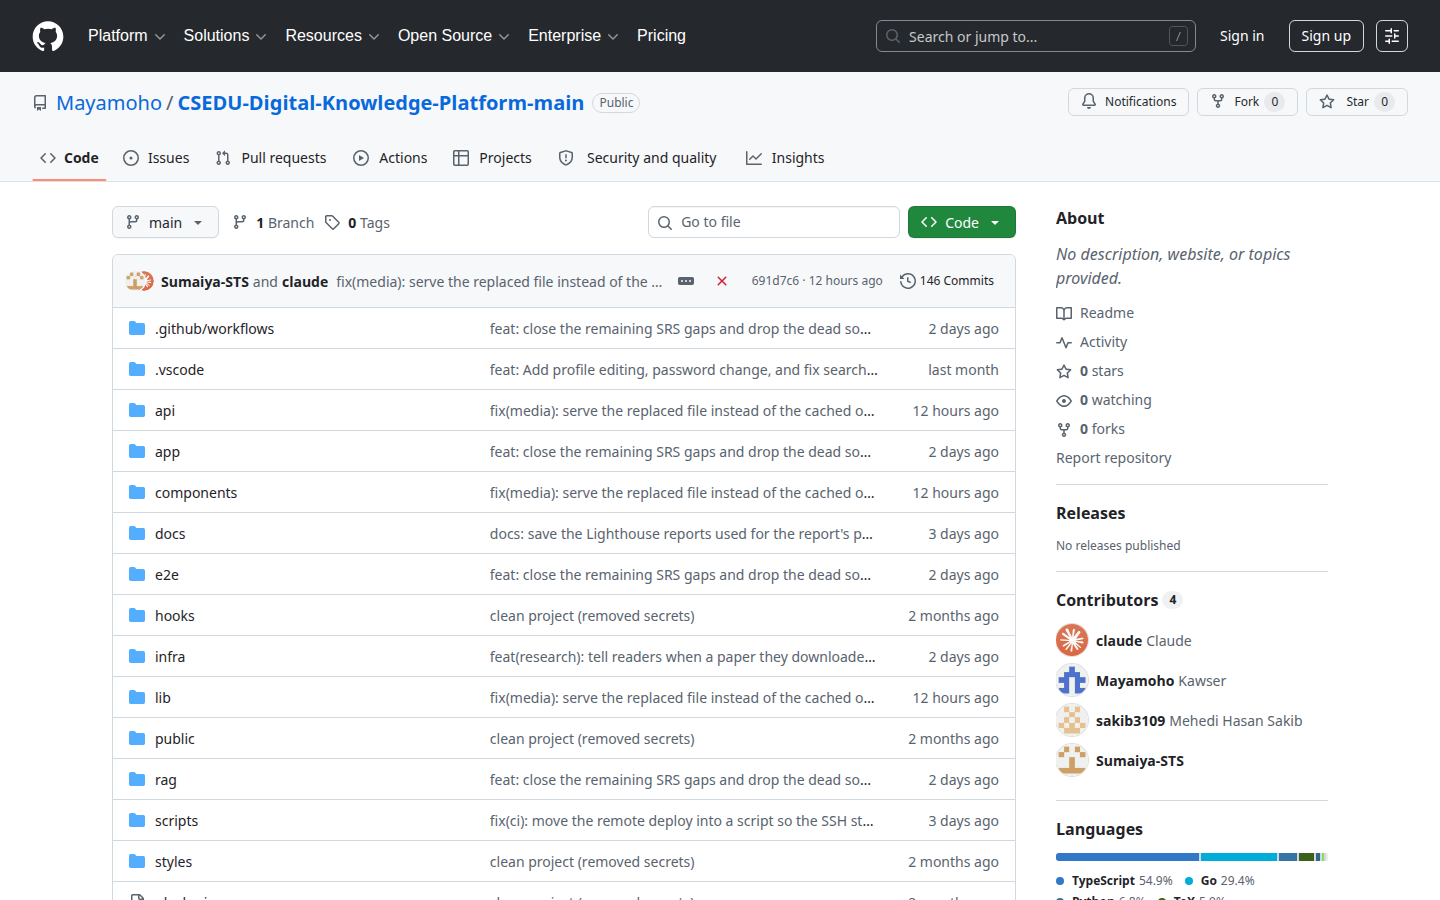 Platform Solutions Resources Open Source Enterprise Pricing Search or jump to... / Sign in Sign up
Mayamoho / CSEDU-Digital-Knowledge-Platform-main Public Notifications Fork 0 Star 0
Code Issues Pull requests Actions Projects Security and quality Insights
main 1 Branch 0 Tags Go to file Code
Sumaiya-STS and claude fix(media): serve the replaced file instead of the ... 691d7c6 · 12 hours ago 146 Commits
.github/workflows feat: close the remaining SRS gaps and drop the dead so... 2 days ago
.vscode feat: Add profile editing, password change, and fix search... last month
api fix(media): serve the replaced file instead of the cached o... 12 hours ago
app feat: close the remaining SRS gaps and drop the dead so... 2 days ago
components fix(media): serve the replaced file instead of the cached o... 12 hours ago
docs docs: save the Lighthouse reports used for the report's p... 3 days ago
e2e feat: close the remaining SRS gaps and drop the dead so... 2 days ago
hooks clean project (removed secrets) 2 months ago
infra feat(research): tell readers when a paper they downloade... 2 days ago
lib fix(media): serve the replaced file instead of the cached o... 12 hours ago
public clean project (removed secrets) 2 months ago
rag feat: close the remaining SRS gaps and drop the dead so... 2 days ago
scripts fix(ci): move the remote deploy into a script so the SSH st... 3 days ago
styles clean project (removed secrets) 2 months ago
About
No description, website, or topics
provided.
Readme
Activity
0 stars
0 watching
0 forks
Report repository
Releases
No releases published
Contributors 4
claude Claude
Mayamoho Kawser
sakib3109 Mehedi Hasan Sakib
Sumaiya-STS
Languages
TypeScript 54.9% Go 29.4%